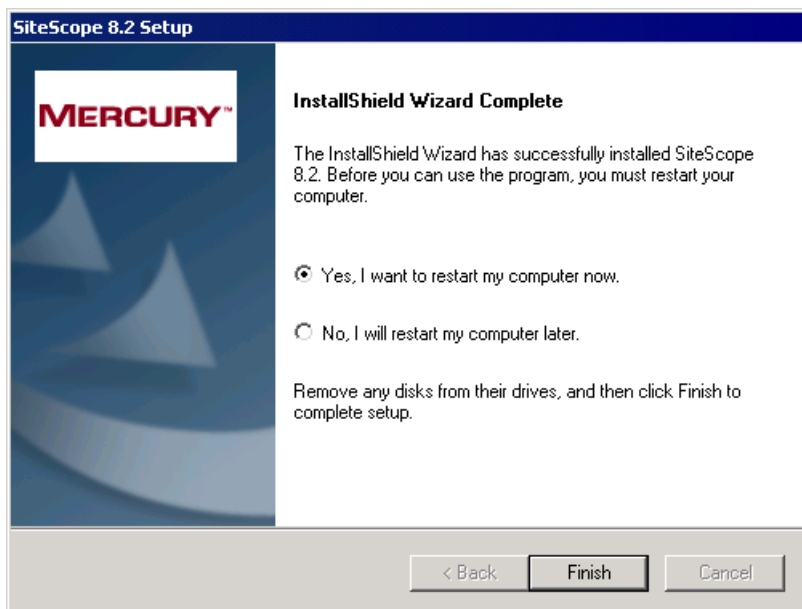 SiteScope 8.2 Setup
MERCURY™
InstallShield Wizard Complete
The InstallShield Wizard has successfully installed SiteScope
8.2. Before you can use the program, you must restart your
computer.
Yes, I want to restart my computer now.
No, I will restart my computer later.
Remove any disks from their drives, and then click Finish to
complete setup.
< Back
Finish
Cancel